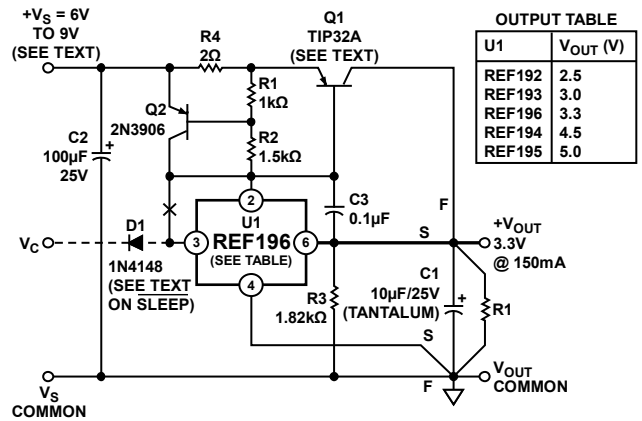 +VS = 6V
TO 9V
(SEE TEXT)
R4
2Ω
Q1
TIP32A
(SEE TEXT)
OUTPUT TABLE
U1
VOUT (V)
REF192 2.5
REF193 3.0
REF196 3.3
REF194 4.5
REF195 5.0
R1
1kΩ
Q2
2N3906
R2
1.5kΩ
C2
100µF
25V
+
C3
0.1µF
F
2
U1
REF196
(SEE TABLE)
3
6
4
S
+VOUT
3.3V
@ 150mA
VC
D1
1N4148
(SEE TEXT
ON SLEEP)
R3
1.82kΩ
C1
10µF/25V
(TANTALUM)
+
R1
S
F
VS
COMMON
VOUT
COMMON